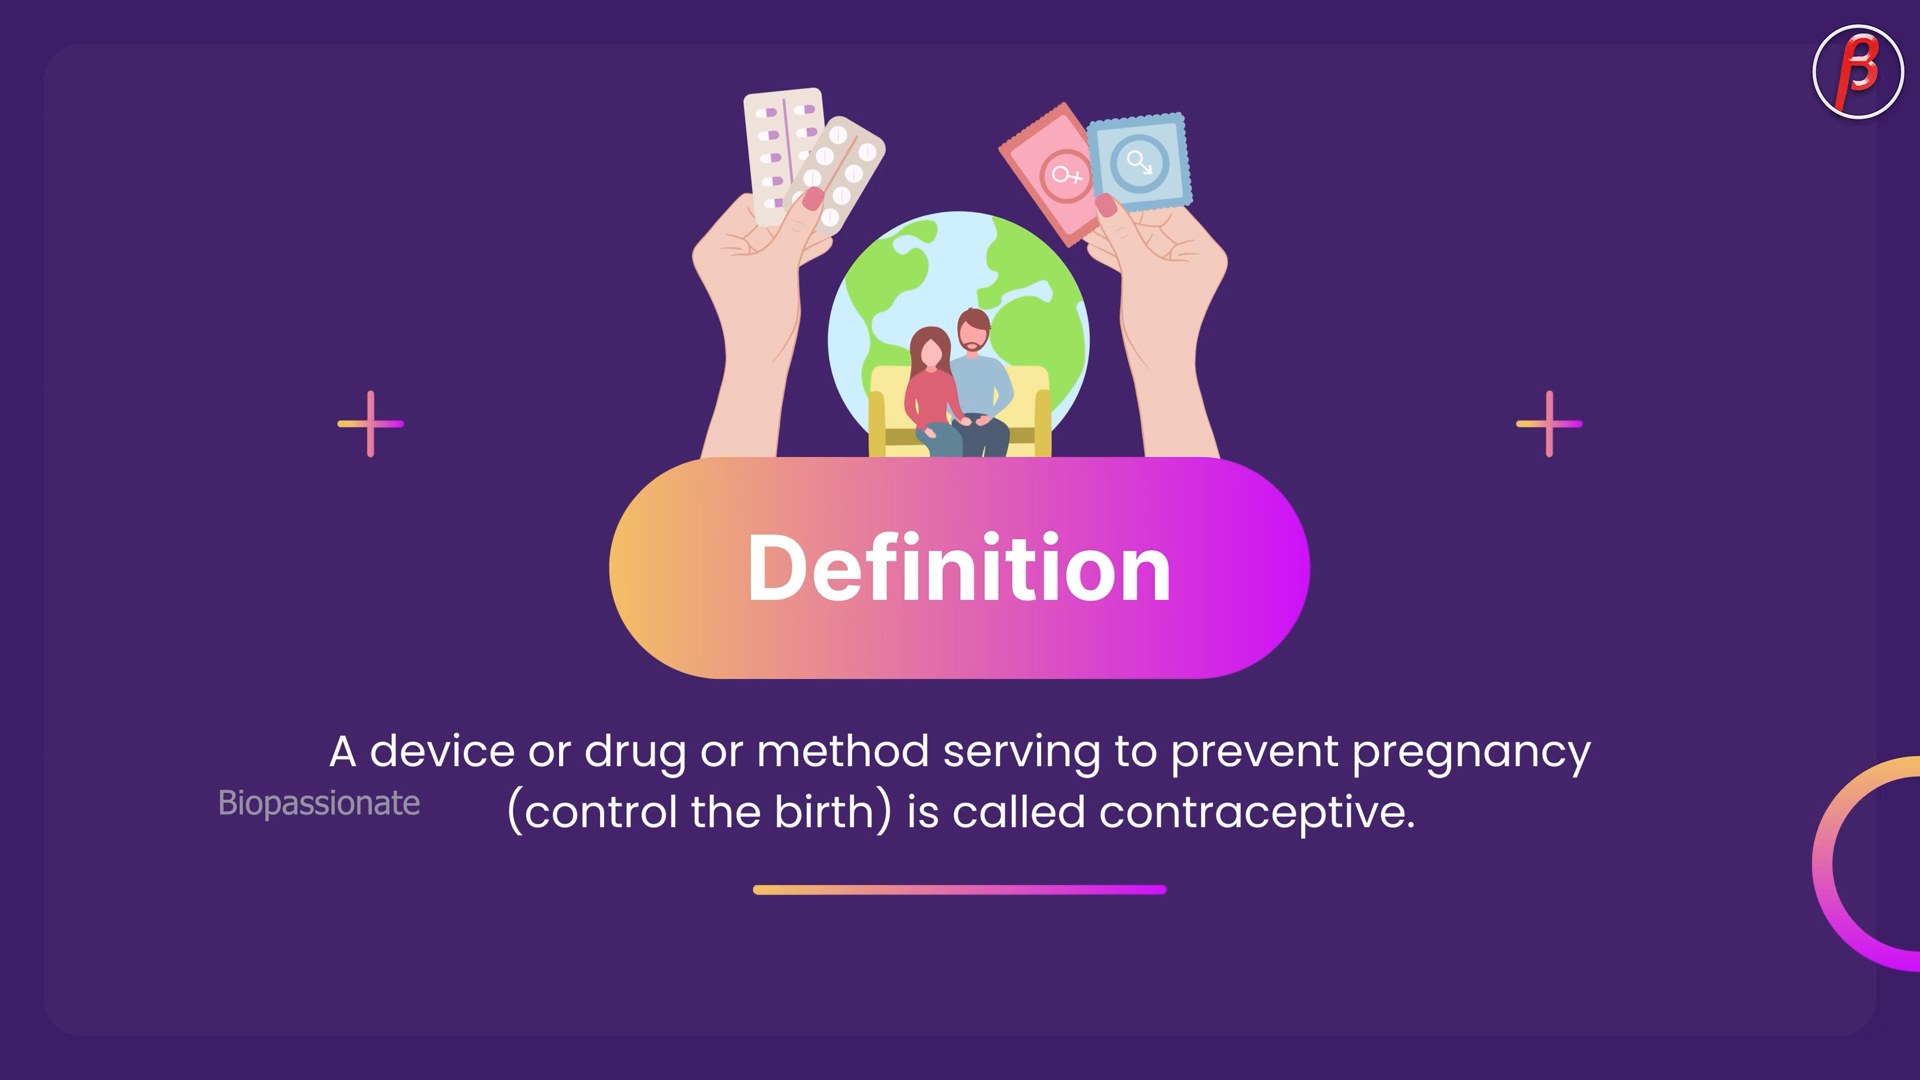 β
Definition
A device or drug or method serving to prevent pregnancy
(control the birth) is called contraceptive.
Biopassionate